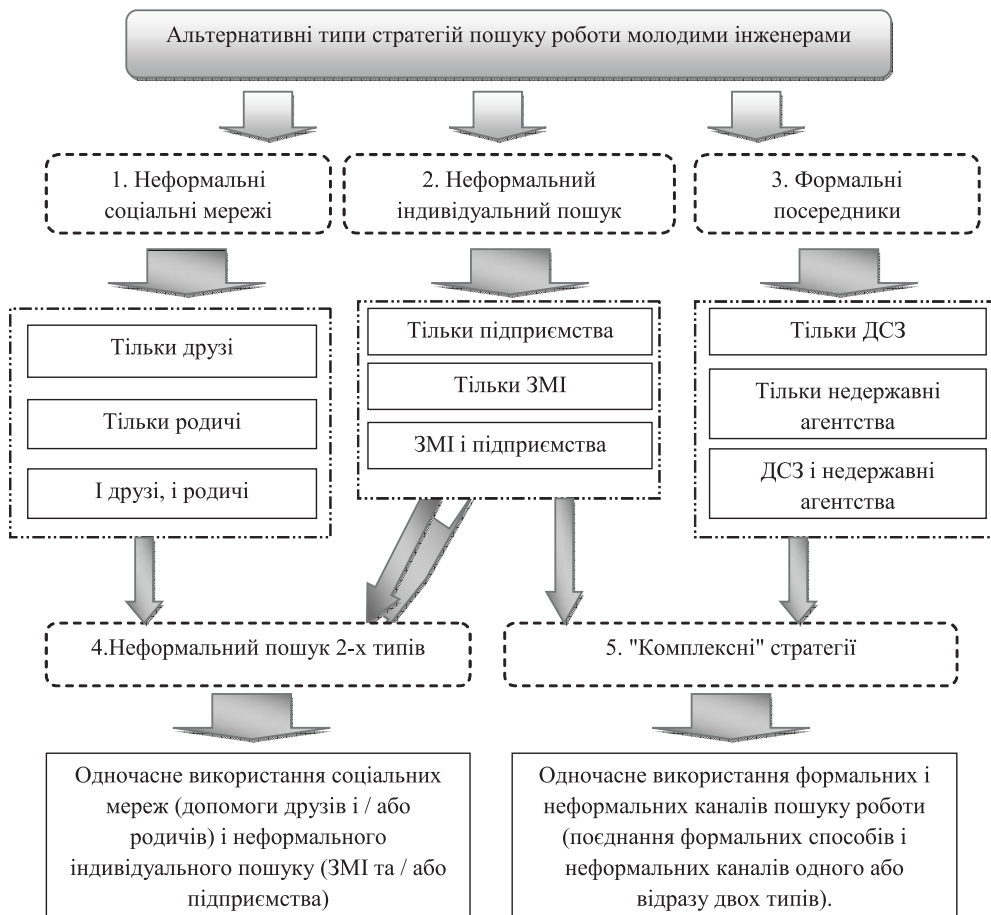 Альтернативні типи стратегій пошуку роботи молодими інженерами
1. Неформальні
соціальні мережі
2. Неформальний
індивідуальний пошук
3. Формальні
посередники
Тільки друзі
Тільки родичі
І друзі, і родичі
Тільки підприємства
Тільки ЗМІ
ЗМІ і підприємства
Тільки ДСЗ
Тільки недержавні
агентства
ДСЗ і недержавні
агентства
4.Неформальний пошук 2-х типів
5. "Комплексні" стратегії
Одночасне використання соціальних
мереж (допомоги друзів і / або
родичів) і неформального
індивідуального пошуку (ЗМІ та / або
підприємства)
Одночасне використання формальних і
неформальних каналів пошуку роботи
(поєднання формальних способів і
неформальних каналів одного або
відразу двох типів).